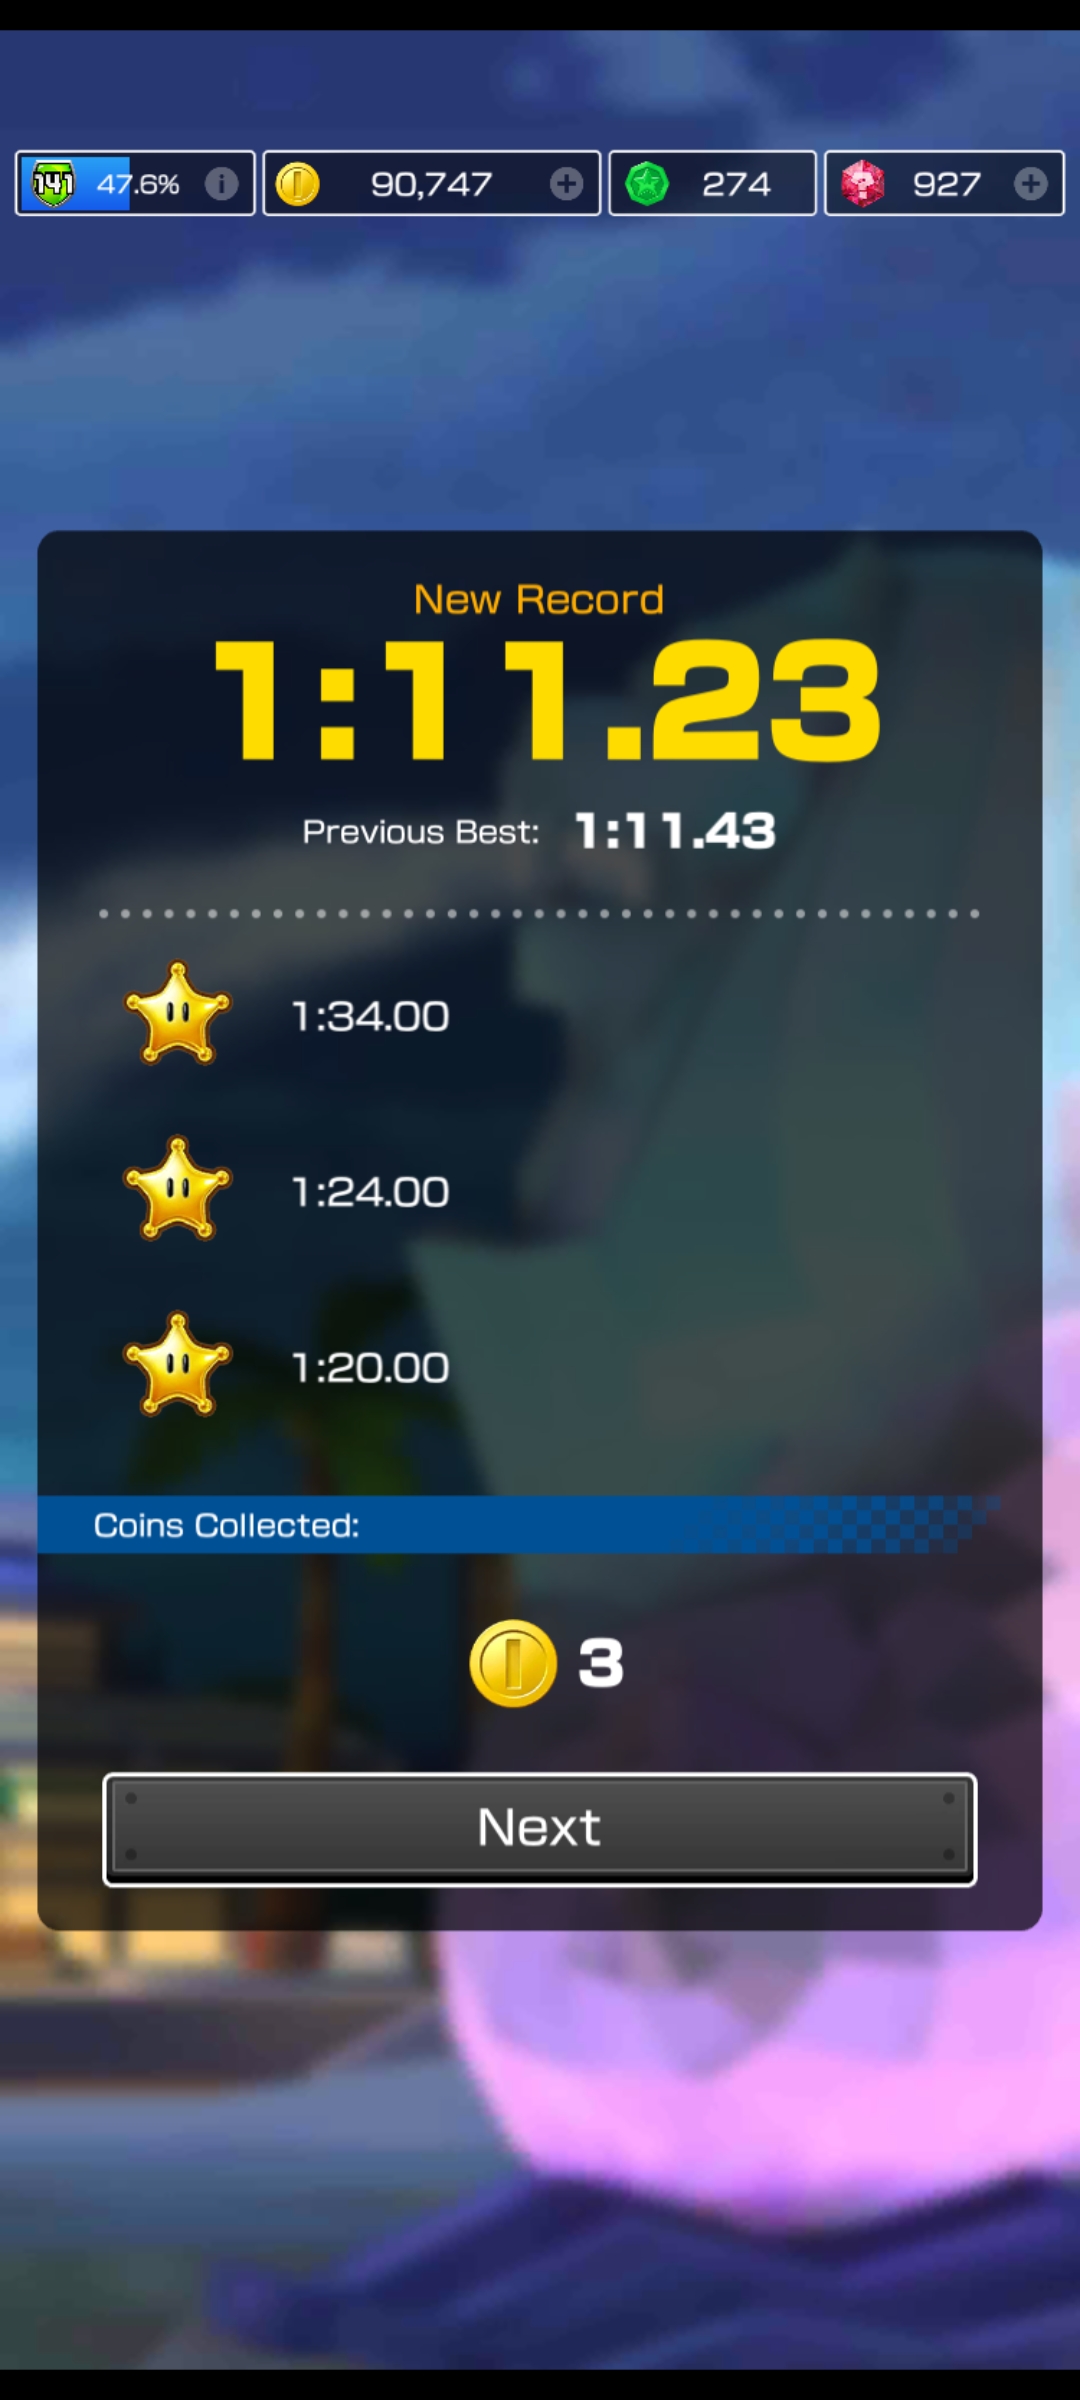 141 47.6% i 90,747 + 274 927 +
New Record
1:11.23
Previous Best: 1:11.43
1:34.00
1:24.00
1:20.00
Coins Collected:
3
Next